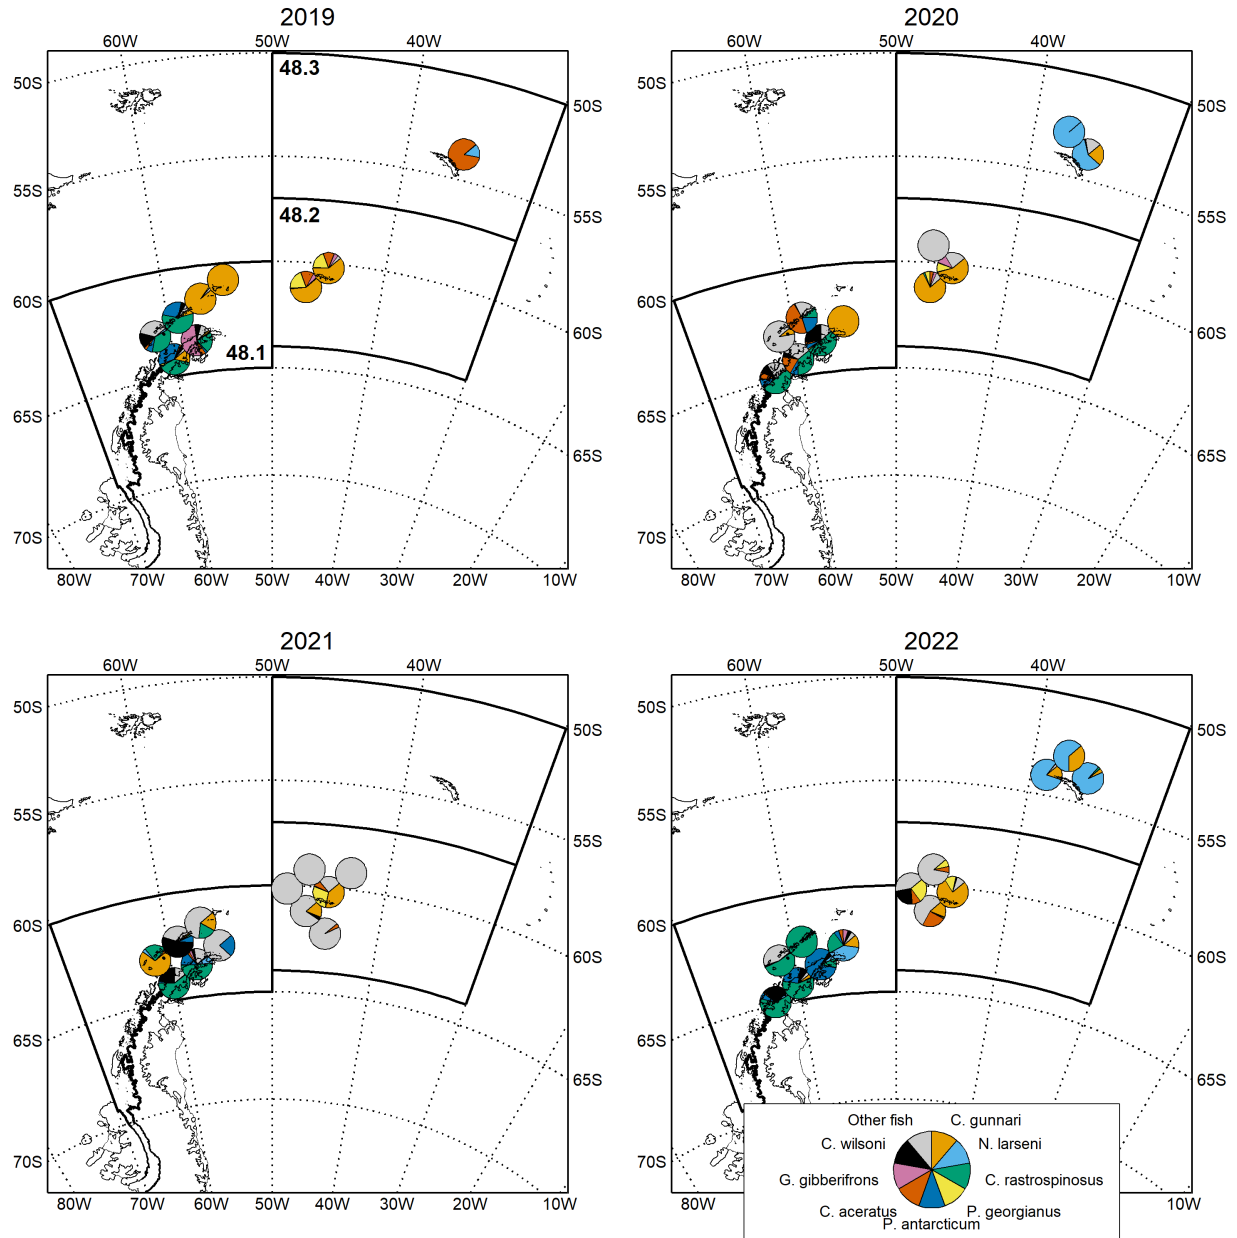 2019
60W 50W 40W
48.3
50S 50S
55S 55S
48.2
60S 60S
48.1
65S 65S
70S
80W 70W 60W 50W 40W 30W 20W 10W
2020
60W 50W 40W
50S 50S
55S 55S
60S 60S
65S 65S
70S
80W 70W 60W 50W 40W 30W 20W 10W
2021
60W 50W 40W
50S 50S
55S 55S
60S 60S
65S 65S
70S
80W 70W 60W 50W 40W 30W 20W 10W
2022
60W 50W 40W
50S 50S
55S 55S
60S 60S
65S 65S
70S
80W 10W
Other fish C. gunnari
C. wilsoni N. larseni
G. gibberifrons C. rastrospinosus
C. aceratus P. georgianus
P. antarcticum